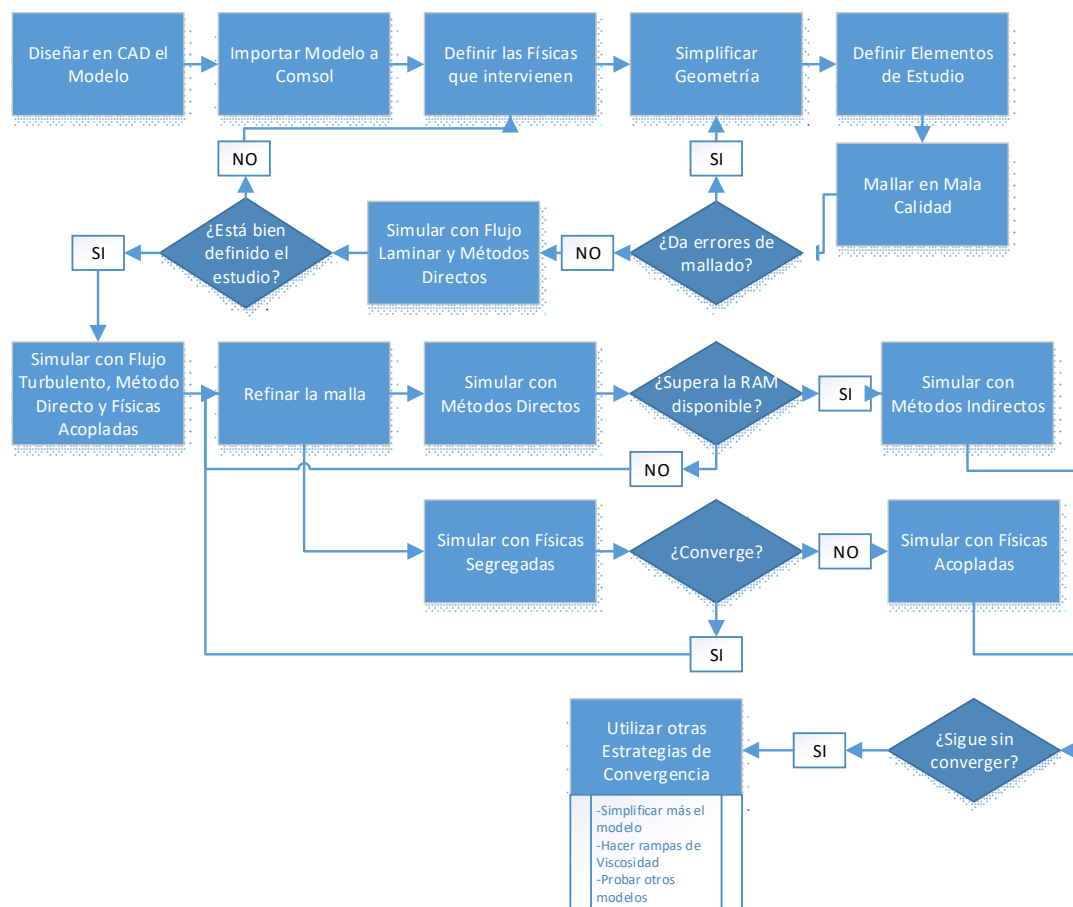 Diseñar en CAD el
Modelo
Importar Modelo a
Comsol
Definir las Físicas
que intervienen
Simplificar
Geometría
Definir Elementos
de Estudio
NO
SI
Mallar en Mala
Calidad
¿Está bien
definido el
estudio?
SI
Simular con Flujo
Laminar y Métodos
Directos
NO
¿Da errores de
mallado?
Simular con Flujo
Turbulento, Método
Directo y Físicas
Acopladas
Refinar la malla
Simular con
Métodos Directos
¿Supera la RAM
disponible?
SI
Simular con
Métodos Indirectos
NO
Simular con Físicas
Segregadas
¿Converge?
NO
Simular con Físicas
Acopladas
SI
Utilizar otras
Estrategias de
Convergencia
SI
¿Sigue sin
converger?
-Simplificar más el
modelo
-Hacer rampas de
Viscosidad
-Probar otros
modelos